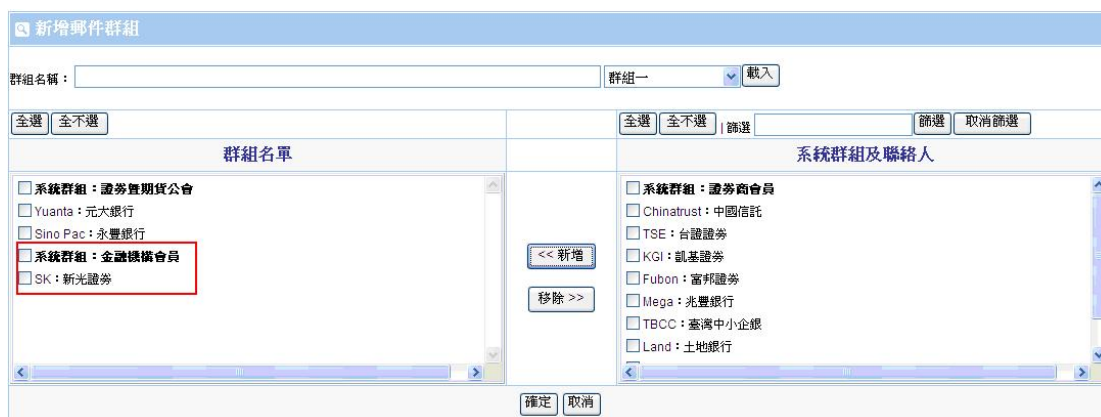 新增郵件群組
群組名稱： 群組一 載入
全選 全不選 全選 全不選 | 篩選 篩選 取消篩選
群組名單 系統群組及聯絡人
系統群組：證券暨期貨公會
Yuanta：元大銀行
Sino Pac：永豐銀行
系統群組：金融機構會員
SK：新光證券
<< 新增
移除 >>
系統群組：證券商會員
Chinatrust：中國信託
TSE：台證證券
KGI：凱基證券
Fubon：富邦證券
Mega：兆豐銀行
TBCC：臺灣中小企銀
Land：土地銀行
確定 取消